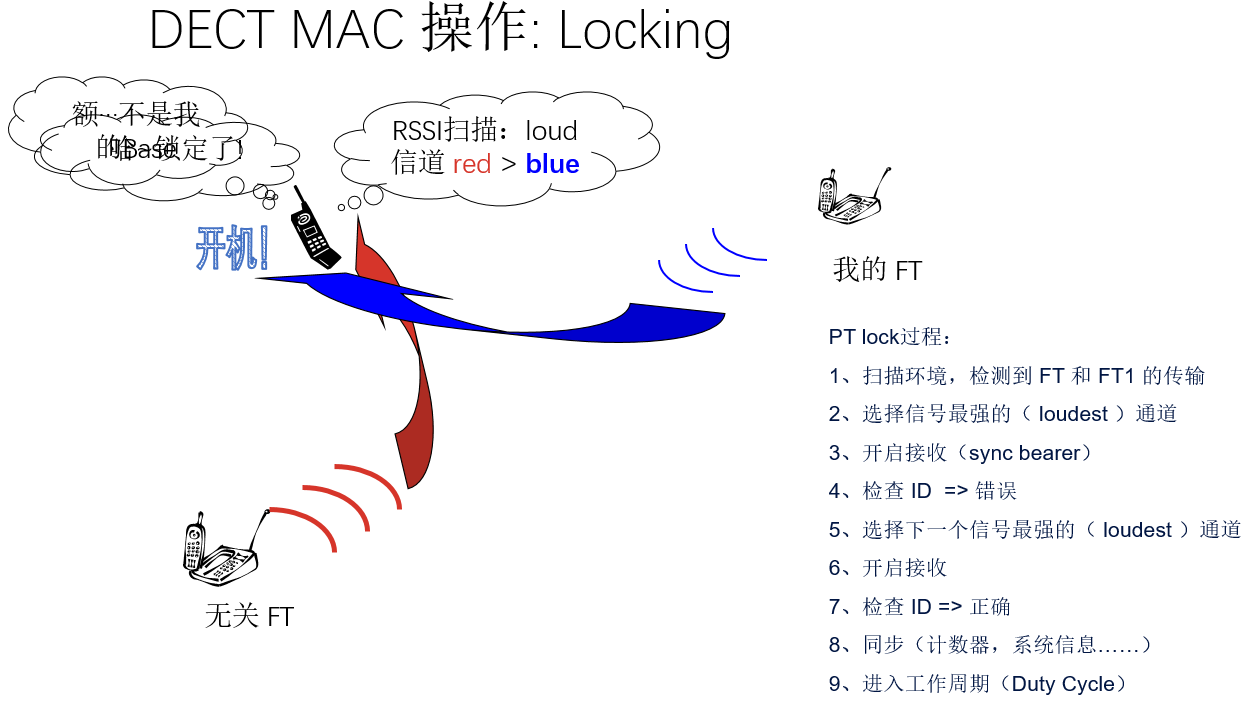 DECT MAC 操作: Locking
额…不是我
的Base
锁定了!
RSSI扫描：loud
信道 red > blue
开机!
我的 FT
PT lock过程：
1、扫描环境，检测到 FT 和 FT1 的传输
2、选择信号最强的（ loudest ）通道
3、开启接收（sync bearer）
4、检查 ID => 错误
5、选择下一个信号最强的（ loudest ）通道
6、开启接收
7、检查 ID => 正确
8、同步（计数器，系统信息……）
9、进入工作周期（Duty Cycle）
无关 FT